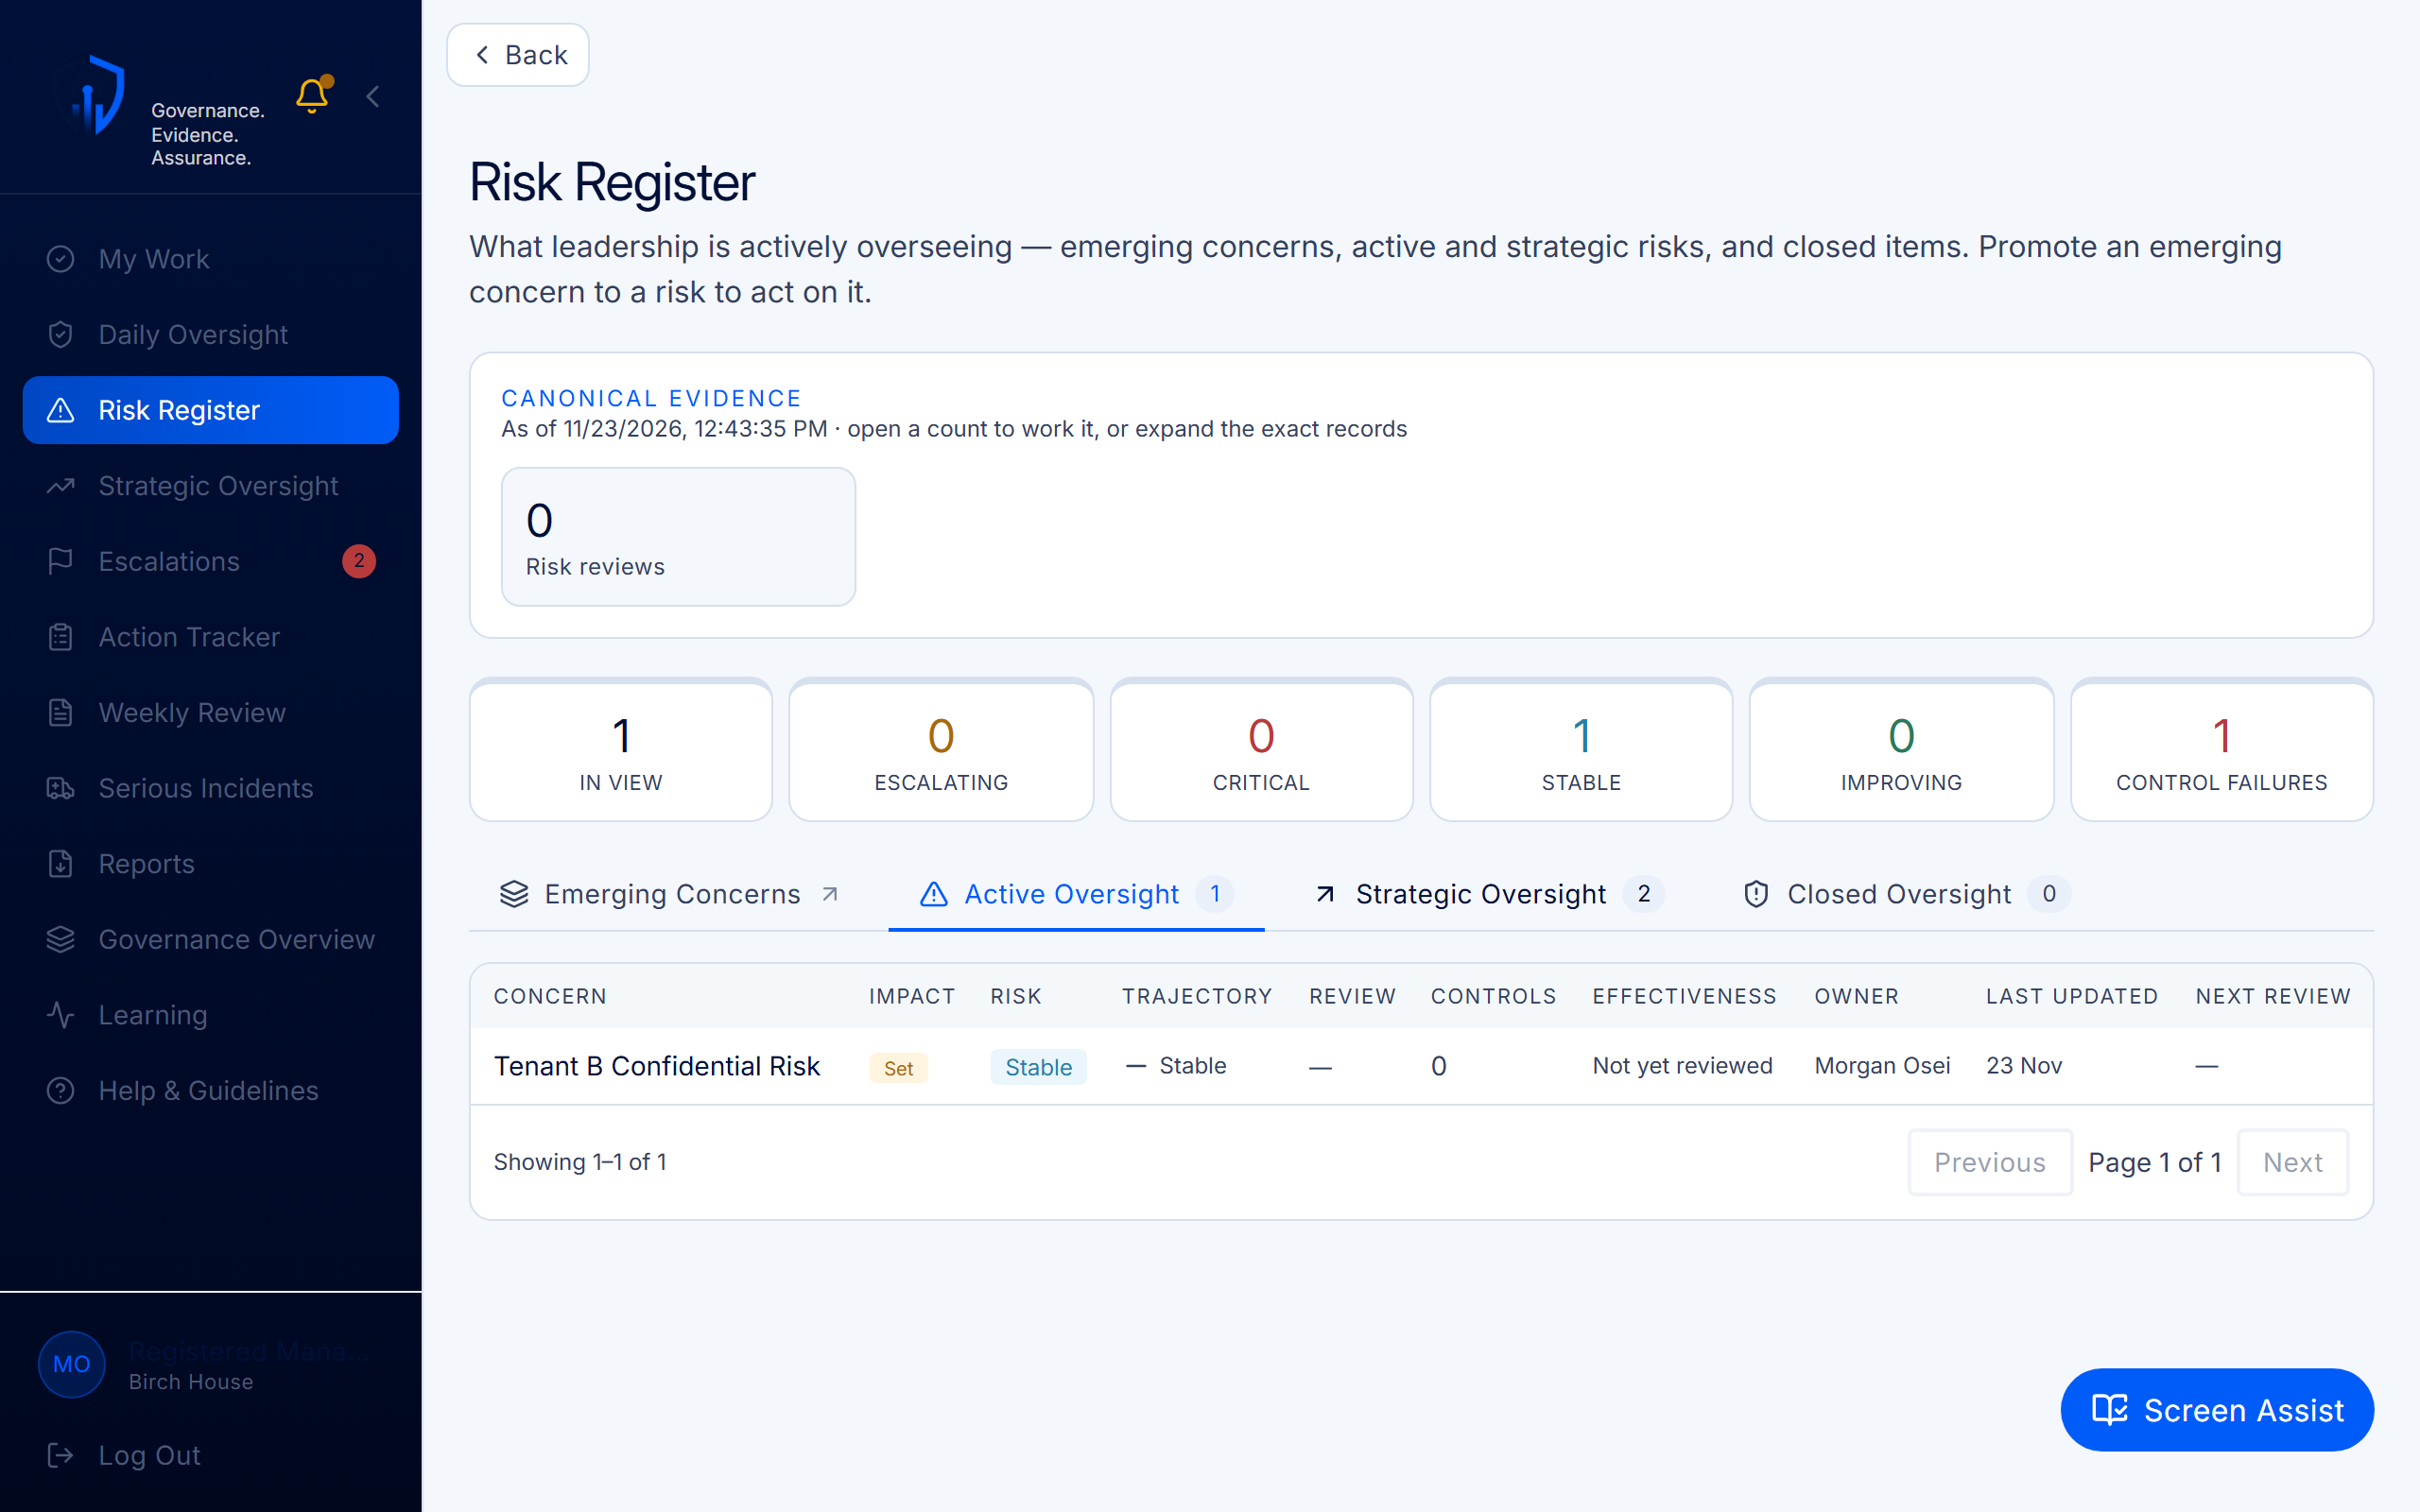 Governance.
Evidence.
Assurance.
My Work
Daily Oversight
Risk Register
Strategic Oversight
Escalations 2
Action Tracker
Weekly Review
Serious Incidents
Reports
Governance Overview
Learning
Help & Guidelines
MO
Registered Mana...
Birch House
Log Out
Back
Risk Register
What leadership is actively overseeing — emerging concerns, active and strategic risks, and closed items. Promote an emerging
concern to a risk to act on it.
CANONICAL EVIDENCE
As of 11/23/2026, 12:43:35 PM · open a count to work it, or expand the exact records
0
Risk reviews
1 0 0 1 0 1
IN VIEW ESCALATING CRITICAL STABLE IMPROVING CONTROL FAILURES
Emerging Concerns Active Oversight 1 Strategic Oversight 2 Closed Oversight 0
CONCERN IMPACT RISK TRAJECTORY REVIEW CONTROLS EFFECTIVENESS OWNER LAST UPDATED NEXT REVIEW
Tenant B Confidential Risk Set Stable — Stable — 0 Not yet reviewed Morgan Osei 23 Nov —
Showing 1–1 of 1 Previous Page 1 of 1 Next
Screen Assist